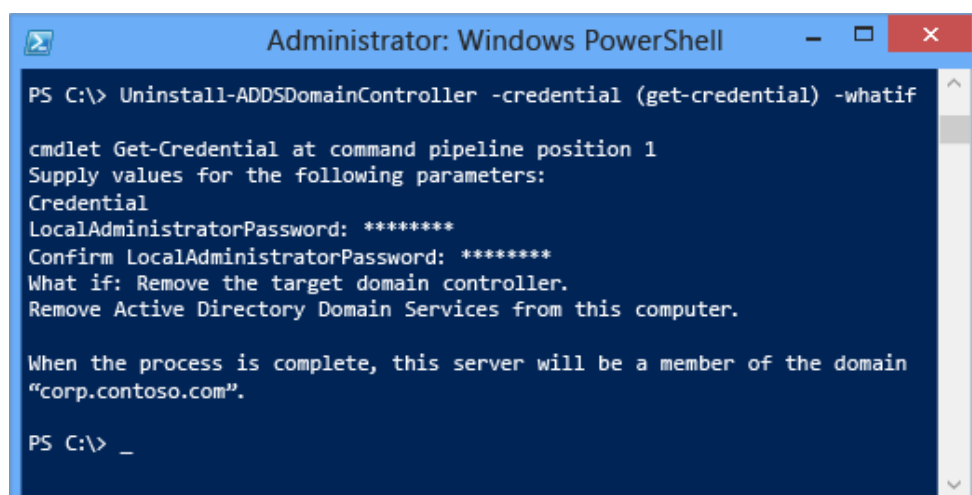 Administrator: Windows PowerShell
PS C:\> Uninstall-ADDSDomainController -credential (get-credential) -whatif
cmdlet Get-Credential at command pipeline position 1
Supply values for the following parameters:
Credential
LocalAdministratorPassword: ********
Confirm LocalAdministratorPassword: ********
What if: Remove the target domain controller.
Remove Active Directory Domain Services from this computer.
When the process is complete, this server will be a member of the domain
“corp.contoso.com”.
PS C:\> _